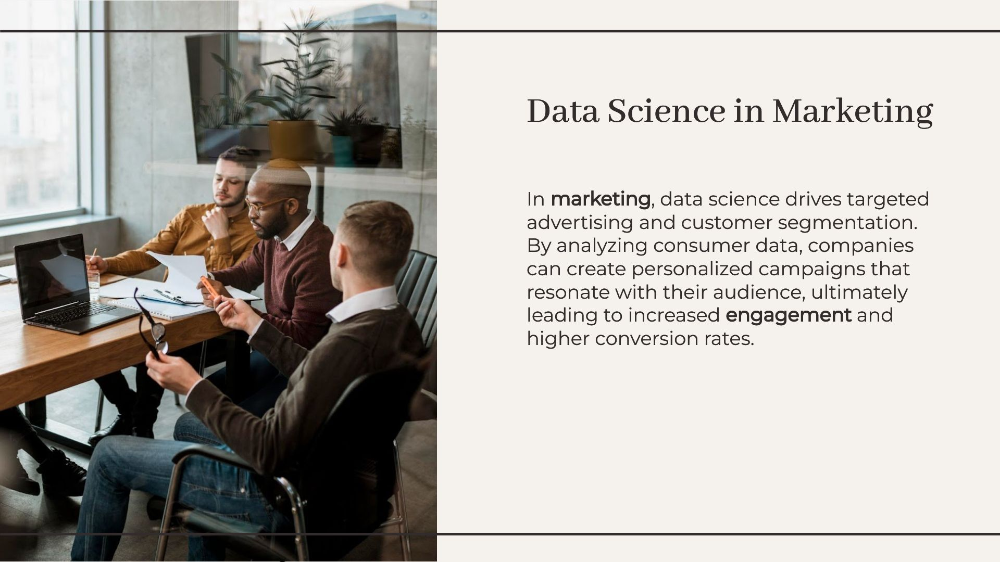 Data Science in Marketing
In marketing, data science drives targeted
advertising and customer segmentation.
By analyzing consumer data, companies
can create personalized campaigns that
resonate with their audience, ultimately
leading to increased engagement and
higher conversion rates.